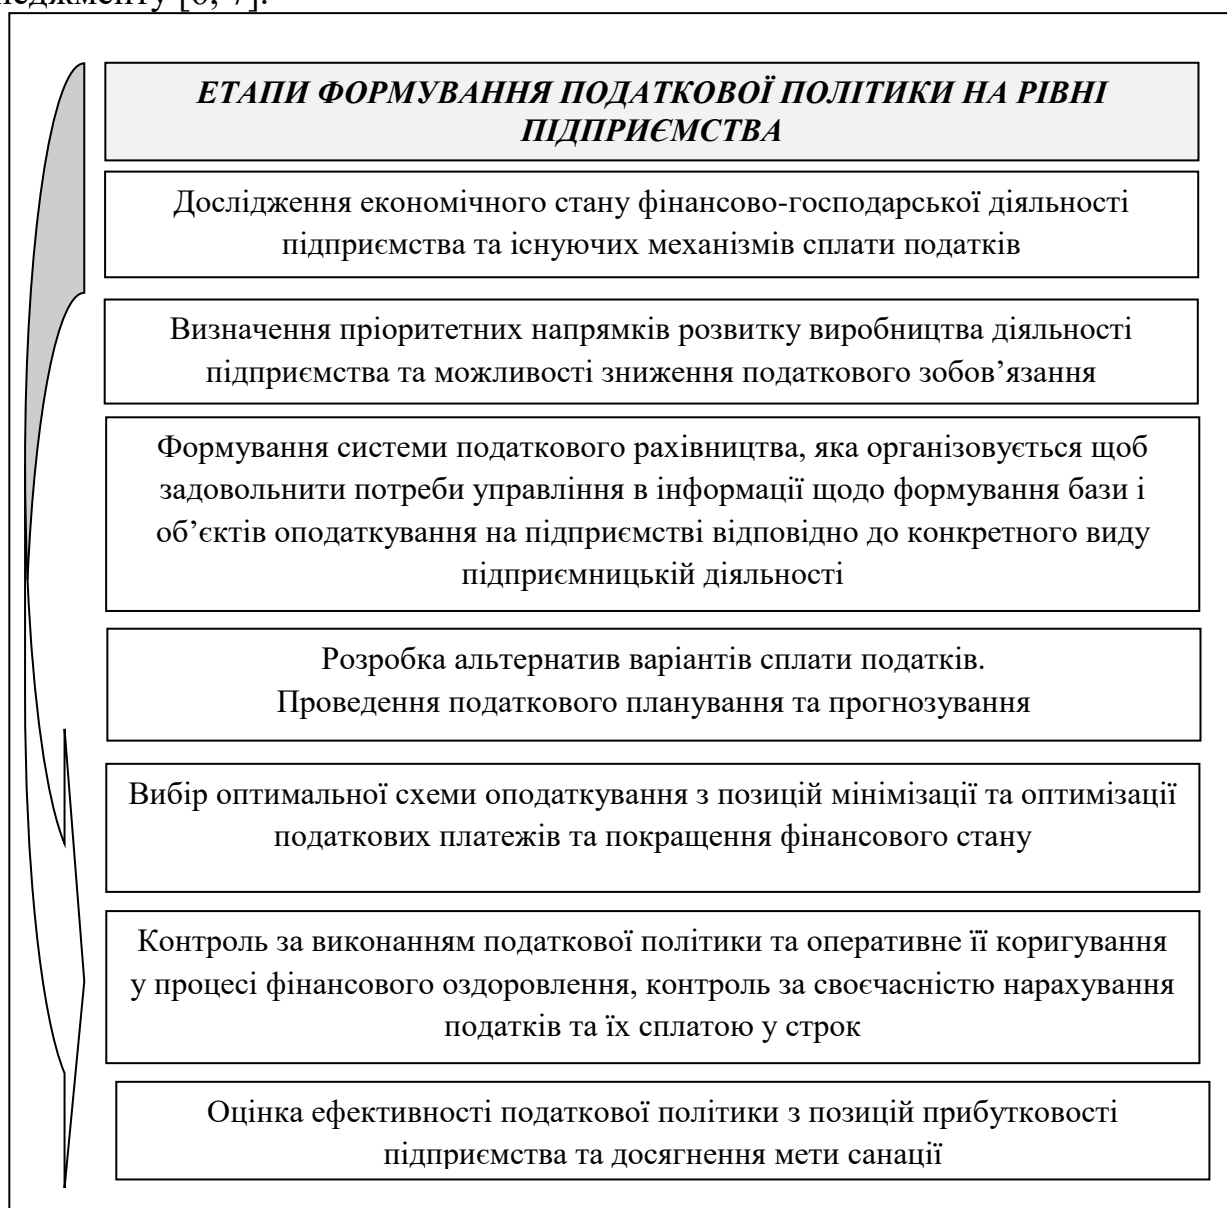 ЕТАПИ ФОРМУВАННЯ ПОДАТКОВОЇ ПОЛІТИКИ НА РІВНІ
ПІДПРИЄМСТВА
Дослідження економічного стану фінансово-господарської діяльності
підприємства та існуючих механізмів сплати податків
Визначення пріоритетних напрямків розвитку виробництва діяльності
підприємства та можливості зниження податкового зобов’язання
Формування системи податкового рахівництва, яка організовується щоб
задовольнити потреби управління в інформації щодо формування бази і
об’єктів оподаткування на підприємстві відповідно до конкретного виду
підприємницькій діяльності
Розробка альтернатив варіантів сплати податків.
Проведення податкового планування та прогнозування
Вибір оптимальної схеми оподаткування з позицій мінімізації та оптимізації
податкових платежів та покращення фінансового стану
Контроль за виконанням податкової політики та оперативне її коригування
у процесі фінансового оздоровлення, контроль за своєчасністю нарахування
податків та їх сплатою у строк
Оцінка ефективності податкової політики з позицій прибутковості
підприємства та досягнення мети санації